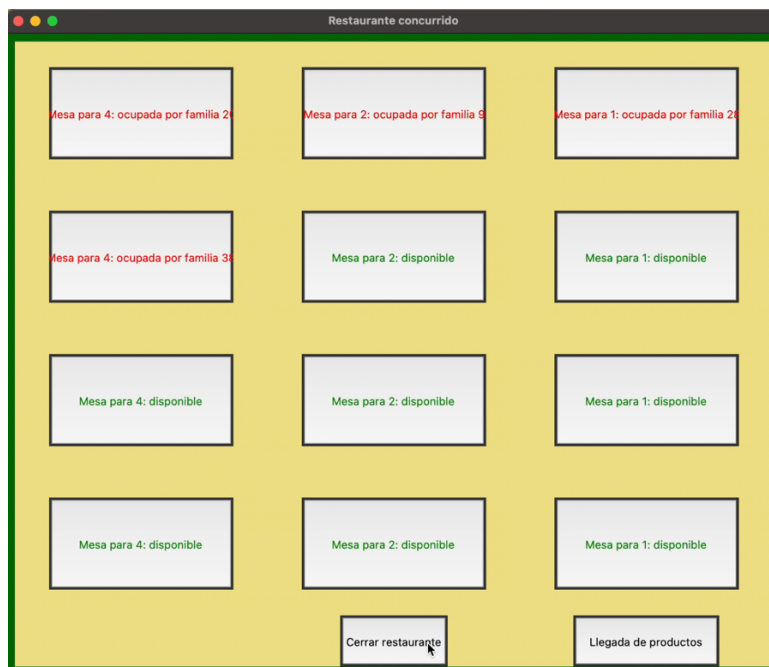 Restaurante concurrido
Mesa para 4: ocupada por familia
Mesa para 2: ocupada por familia 9
Mesa para 1: ocupada por familia 28
Mesa para 4: ocupada por familia 38
Mesa para 2: disponible
Mesa para 1: disponible
Mesa para 4: disponible
Mesa para 2: disponible
Mesa para 1: disponible
Mesa para 4: disponible
Mesa para 2: disponible
Mesa para 1: disponible
Cerrar restaurante
Llegada de productos